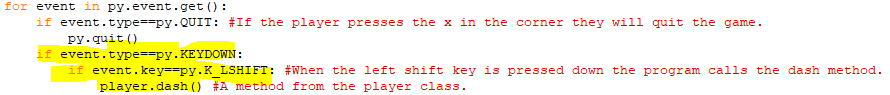 for event in py.event.get():
    if event.type==py.QUIT: #If the player presses the x in the corner they will quit the game.
        py.quit()
    if event.type==py.KEYDOWN:
        if event.key==py.K_LSHIFT: #When the left shift key is pressed down the program calls the dash method.
            player.dash() #A method from the player class.